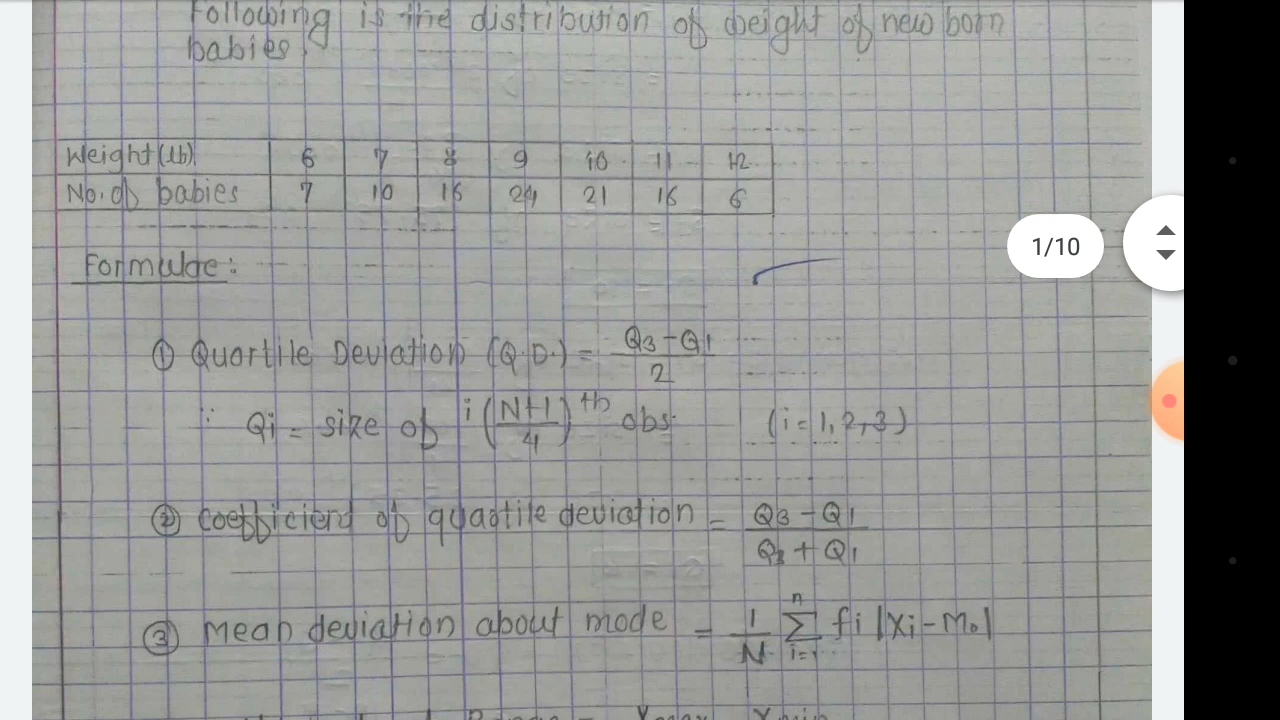 Following is the distribution of weight of new born
babies.
Weight(lb). 6 7 8 9 10 11 12
No. of babies 7 10 16 24 21 16 6
Formulae:
① Quartile Deviation (Q.D.) = Q3-Q1 / 2
∵ Qi = size of i (N+1 / 4)th obs. (i = 1, 2, 3)
② coefficient of quartile deviation = Q3 - Q1 / Q3 + Q1
③ mean deviation about mode = 1 / N n Σ i=1 fi |Xi - Mo|
1/10